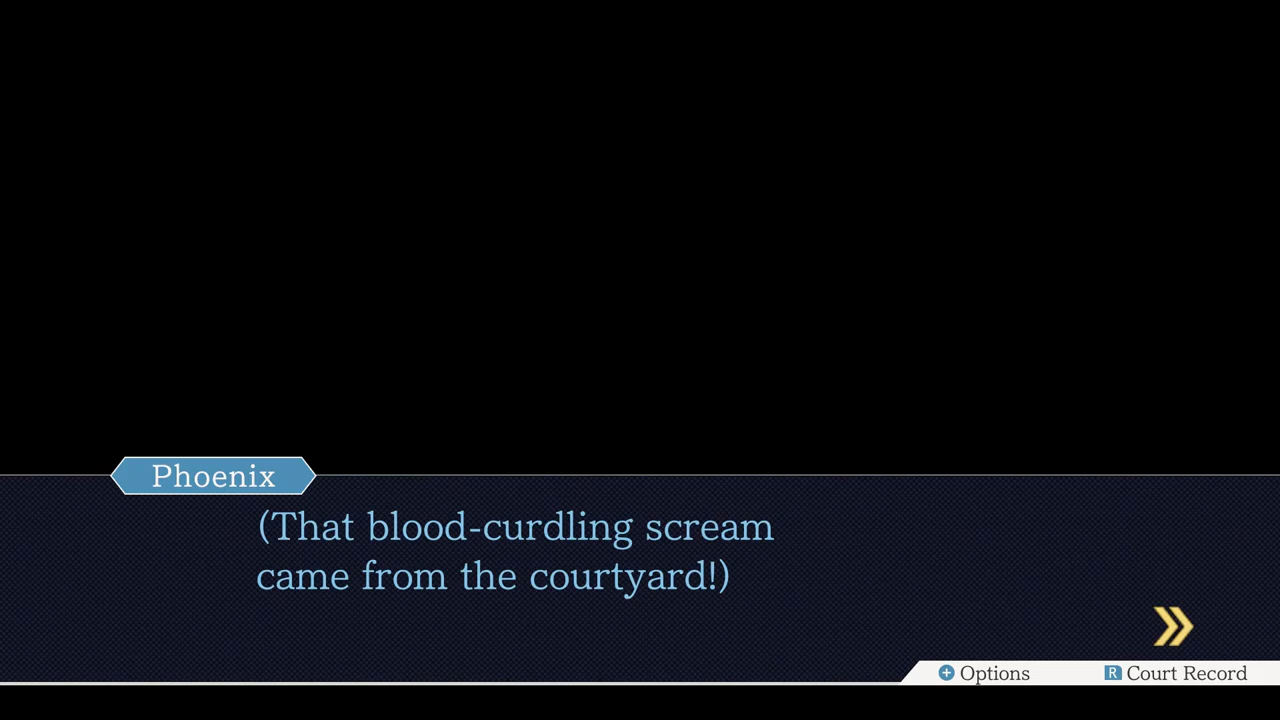 Phoenix
(That blood-curdling scream
came from the courtyard!)
+ Options
R Court Record